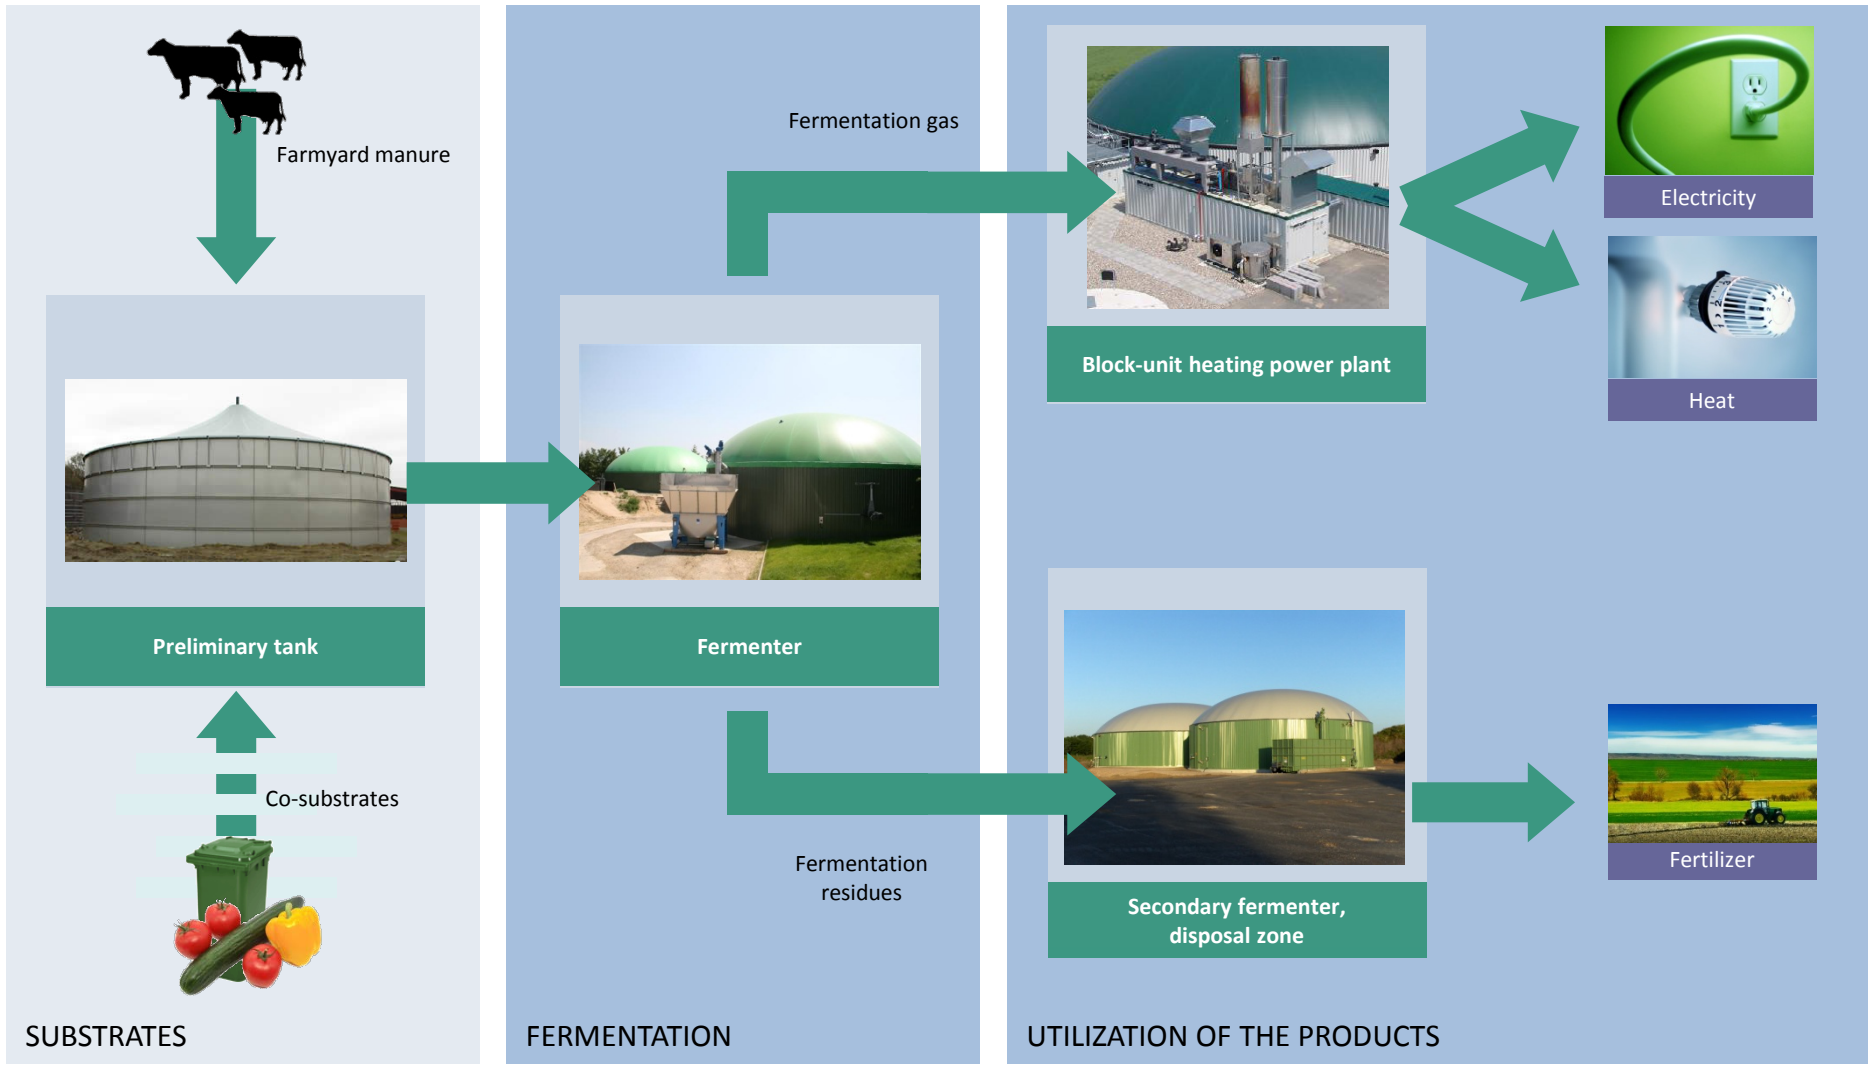 Farmyard manure
Preliminary tank
Co-substrates
SUBSTRATES
Fermentation gas
Fermenter
Fermentation
residues
FERMENTATION
Block-unit heating power plant
Electricity
Heat
Secondary fermenter,
disposal zone
Fertilizer
UTILIZATION OF THE PRODUCTS